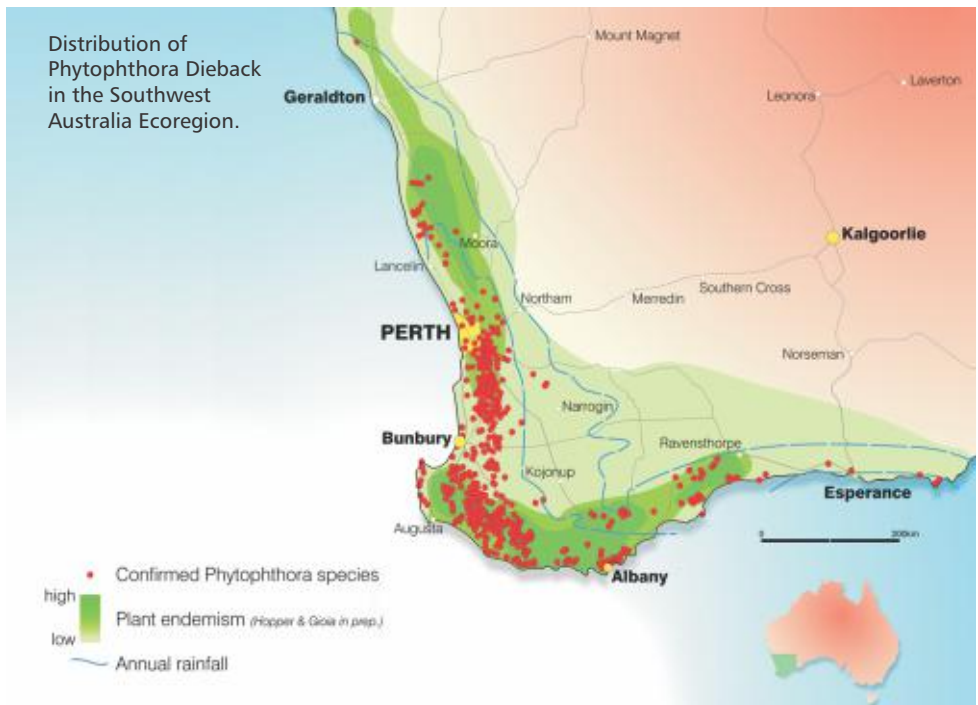 Distribution of
Phytophthora Dieback
in the Southwest
Australia Ecoregion.
Mount Magnet
Geraldton
Leonora
Laverton
Kalgoorlie
Moora
Lancelin
Northam
Merredin
Southern Cross
PERTH
Norseman
Narrogin
Bunbury
Ravensthorpe
Kojonup
Esperance
Augusta
0 200km
Albany
Confirmed Phytophthora species
high
Plant endemism (Hopper & Gioia in prep.)
low
Annual rainfall